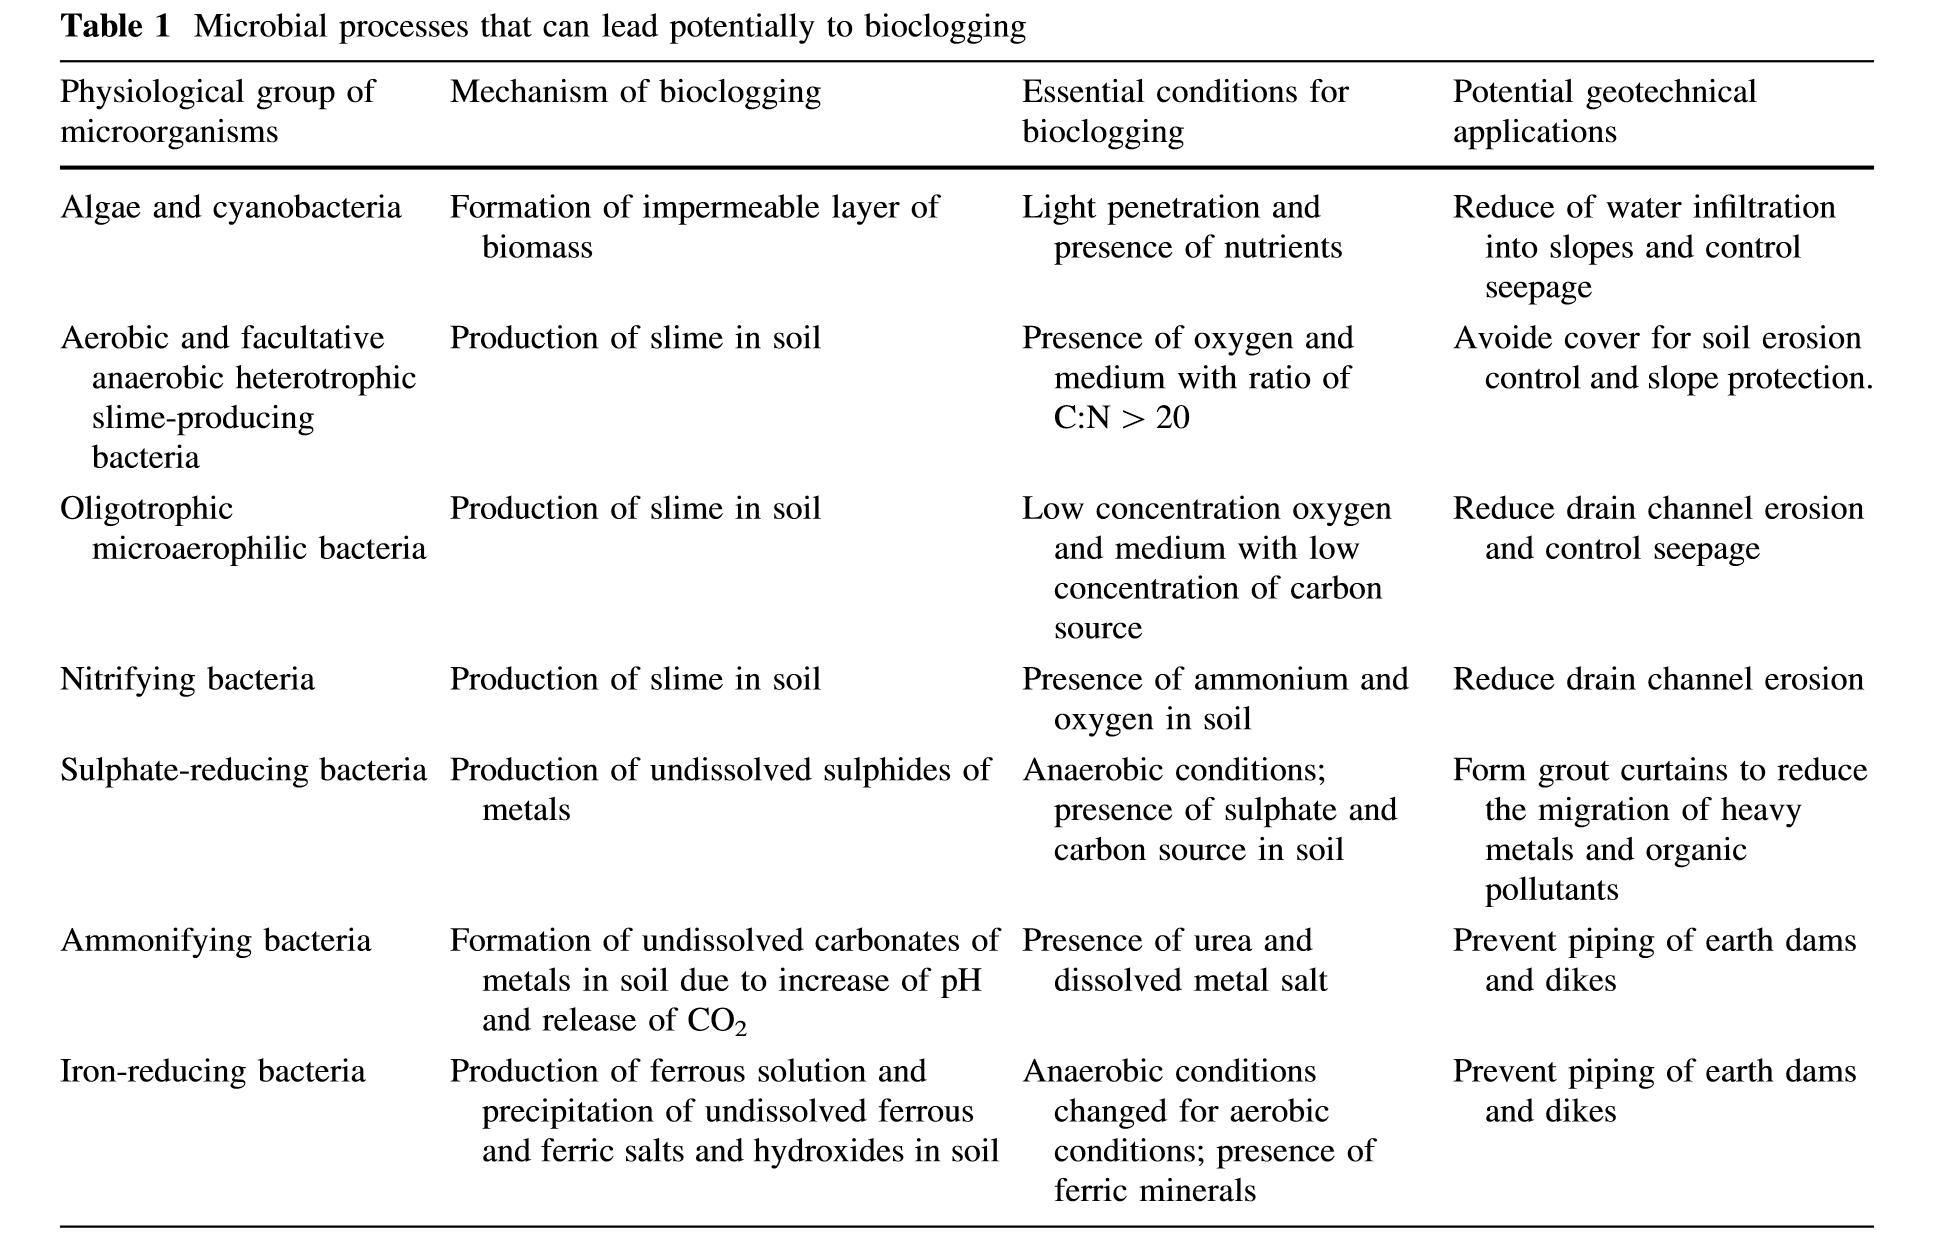 Table 1 Microbial processes that can lead potentially to bioclogging
Physiological group of
microorganisms
Mechanism of bioclogging
Essential conditions for
bioclogging
Potential geotechnical
applications
Algae and cyanobacteria
Formation of impermeable layer of
biomass
Light penetration and
presence of nutrients
Reduce of water infiltration
into slopes and control
seepage
Aerobic and facultative
anaerobic heterotrophic
slime-producing
bacteria
Production of slime in soil
Presence of oxygen and
medium with ratio of
C:N > 20
Avoide cover for soil erosion
control and slope protection.
Oligotrophic
microaerophilic bacteria
Production of slime in soil
Low concentration oxygen
and medium with low
concentration of carbon
source
Reduce drain channel erosion
and control seepage
Nitrifying bacteria
Production of slime in soil
Presence of ammonium and
oxygen in soil
Reduce drain channel erosion
Sulphate-reducing bacteria
Production of undissolved sulphides of
metals
Anaerobic conditions;
presence of sulphate and
carbon source in soil
Form grout curtains to reduce
the migration of heavy
metals and organic
pollutants
Ammonifying bacteria
Formation of undissolved carbonates of
metals in soil due to increase of pH
and release of CO₂
Presence of urea and
dissolved metal salt
Prevent piping of earth dams
and dikes
Iron-reducing bacteria
Production of ferrous solution and
precipitation of undissolved ferrous
and ferric salts and hydroxides in soil
Anaerobic conditions
changed for aerobic
conditions; presence of
ferric minerals
Prevent piping of earth dams
and dikes